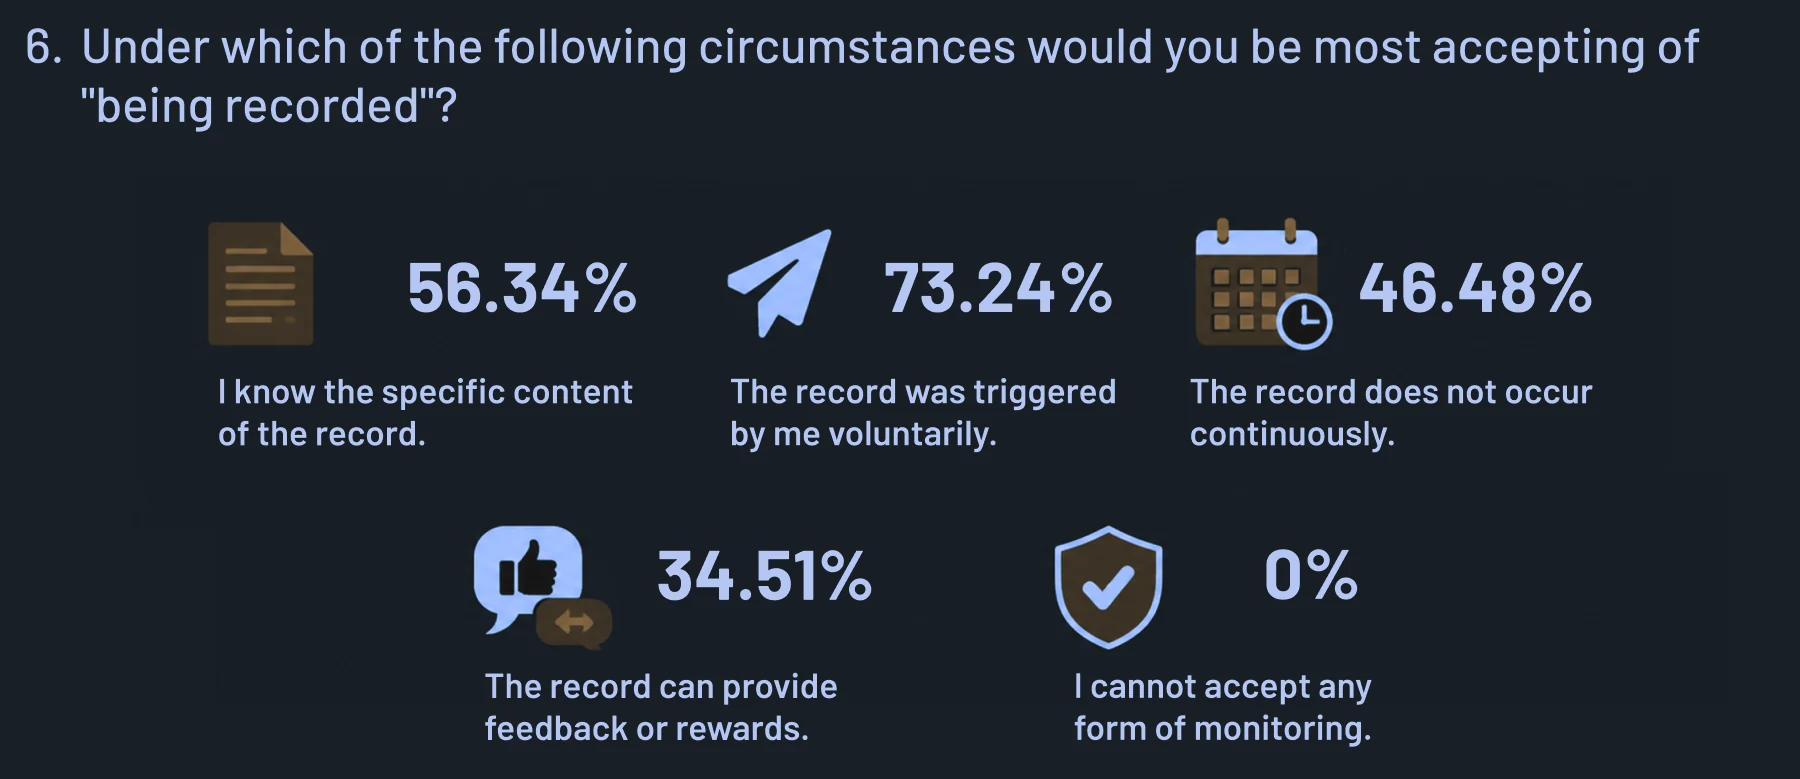 6. Under which of the following circumstances would you be most accepting of
"being recorded"?
56.34%
I know the specific content
of the record.
73.24%
The record was triggered
by me voluntarily.
46.48%
The record does not occur
continuously.
34.51%
The record can provide
feedback or rewards.
0%
I cannot accept any
form of monitoring.